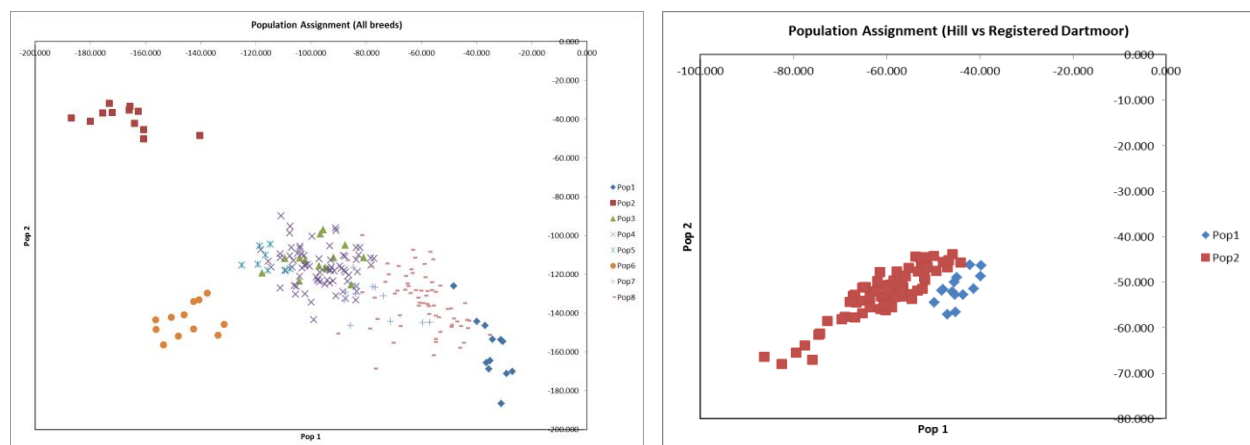 Population Assignment (All breeds)
-200.000 -180.000 -160.000 -140.000 -120.000 -100.000 -80.000 -60.000 -40.000 -20.000 0.000
0.000
-20.000
-40.000
-60.000
-80.000
-100.000
-120.000
-140.000
-160.000
-180.000
-200.000
Pop 2
Pop 1
Pop1
Pop2
Pop3
Pop4
Pop5
Pop6
Pop7
Pop8
Population Assignment (Hill vs Registered Dartmoor)
-100.000 -80.000 -60.000 -40.000 -20.000 0.000
0.000
-10.000
-20.000
-30.000
-40.000
-50.000
-60.000
-70.000
-80.000
Pop 2
Pop 1
Pop1
Pop2